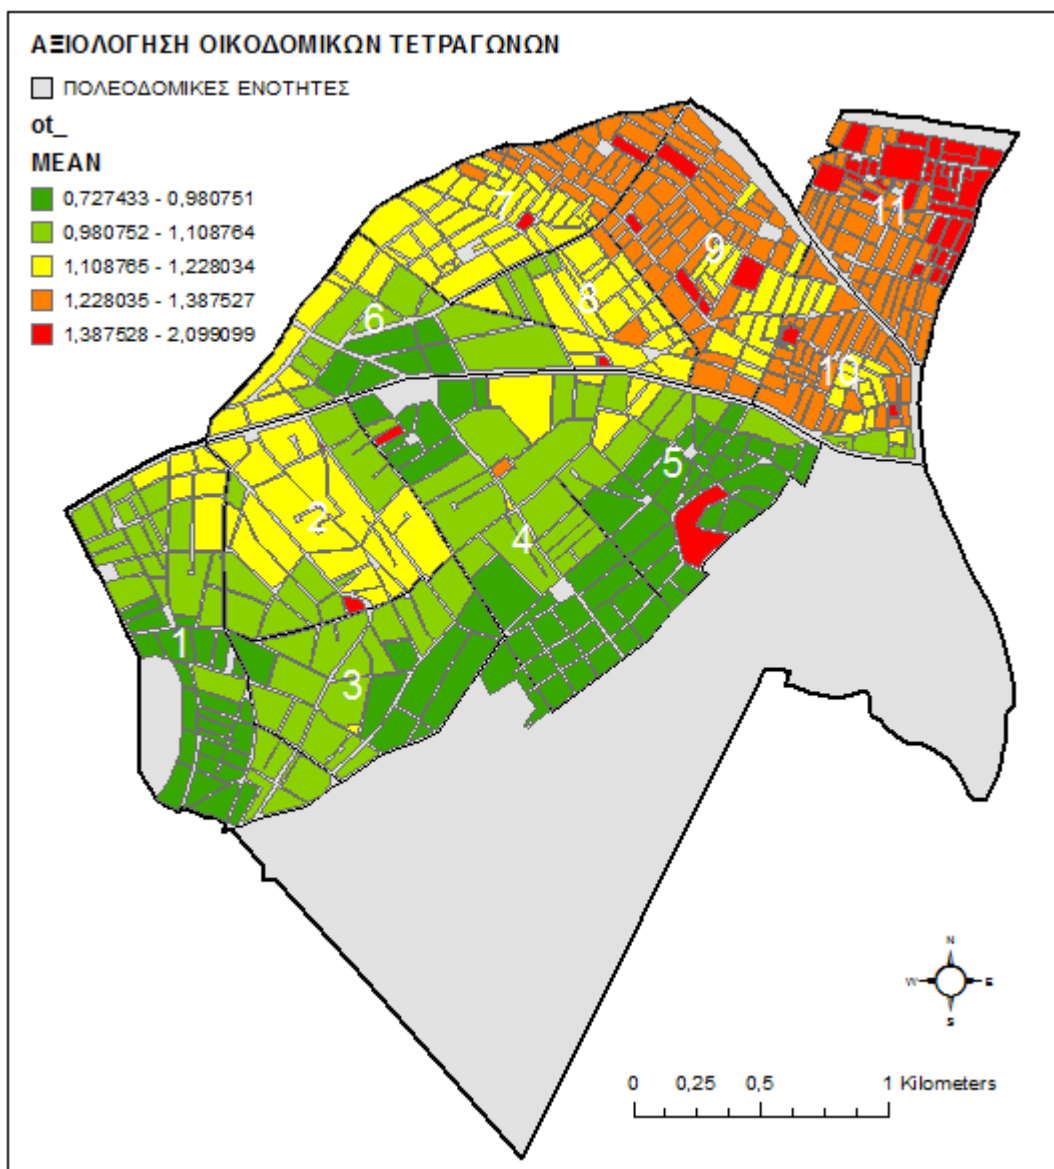 ΑΞΙΟΛΟΓΗΣΗ ΟΙΚΟΔΟΜΙΚΩΝ ΤΕΤΡΑΓΩΝΩΝ
ΠΟΛΕΟΔΟΜΙΚΕΣ ΕΝΟΤΗΤΕΣ
ot_
MEAN
0,727433 - 0,980751
0,980752 - 1,108764
1,108765 - 1,228034
1,228035 - 1,387527
1,387528 - 2,099099
7
11
9
8
6
10
5
2
4
1
3
N
W E
S
0 0,25 0,5 1 Kilometers